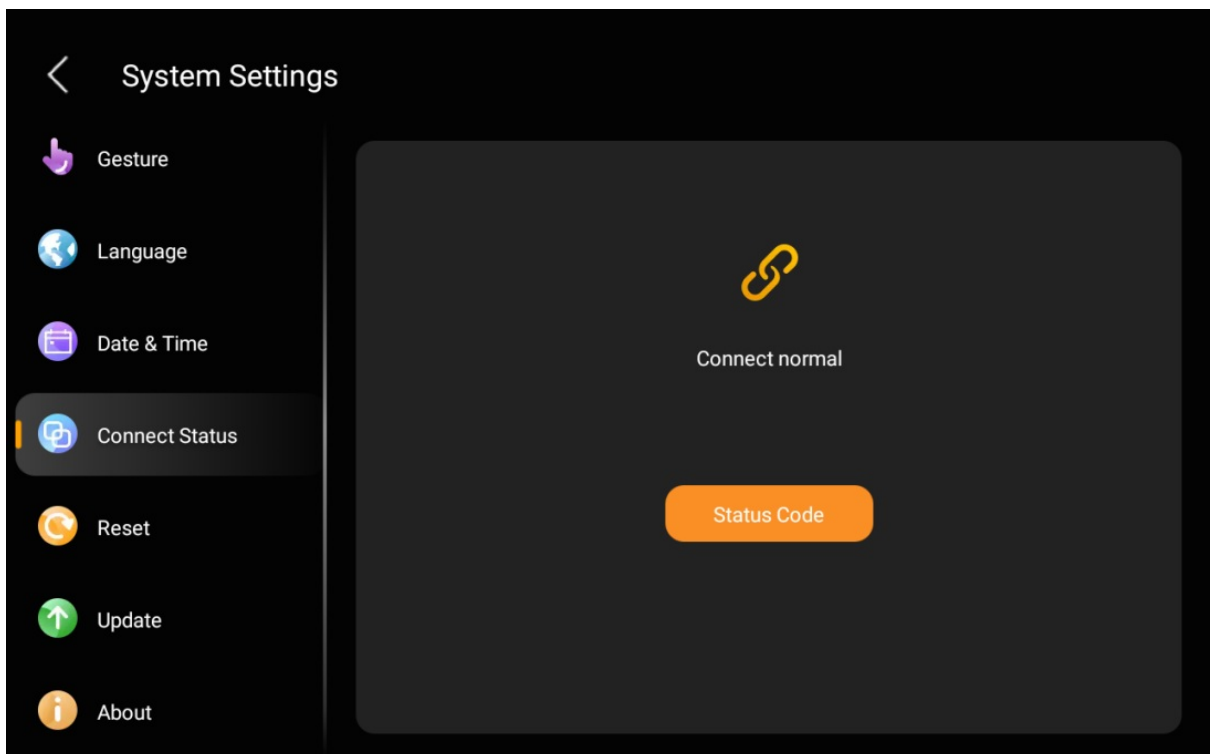 System Settings
Gesture
Language
Date & Time
Connect Status
Reset
Update
About
Connect normal
Status Code